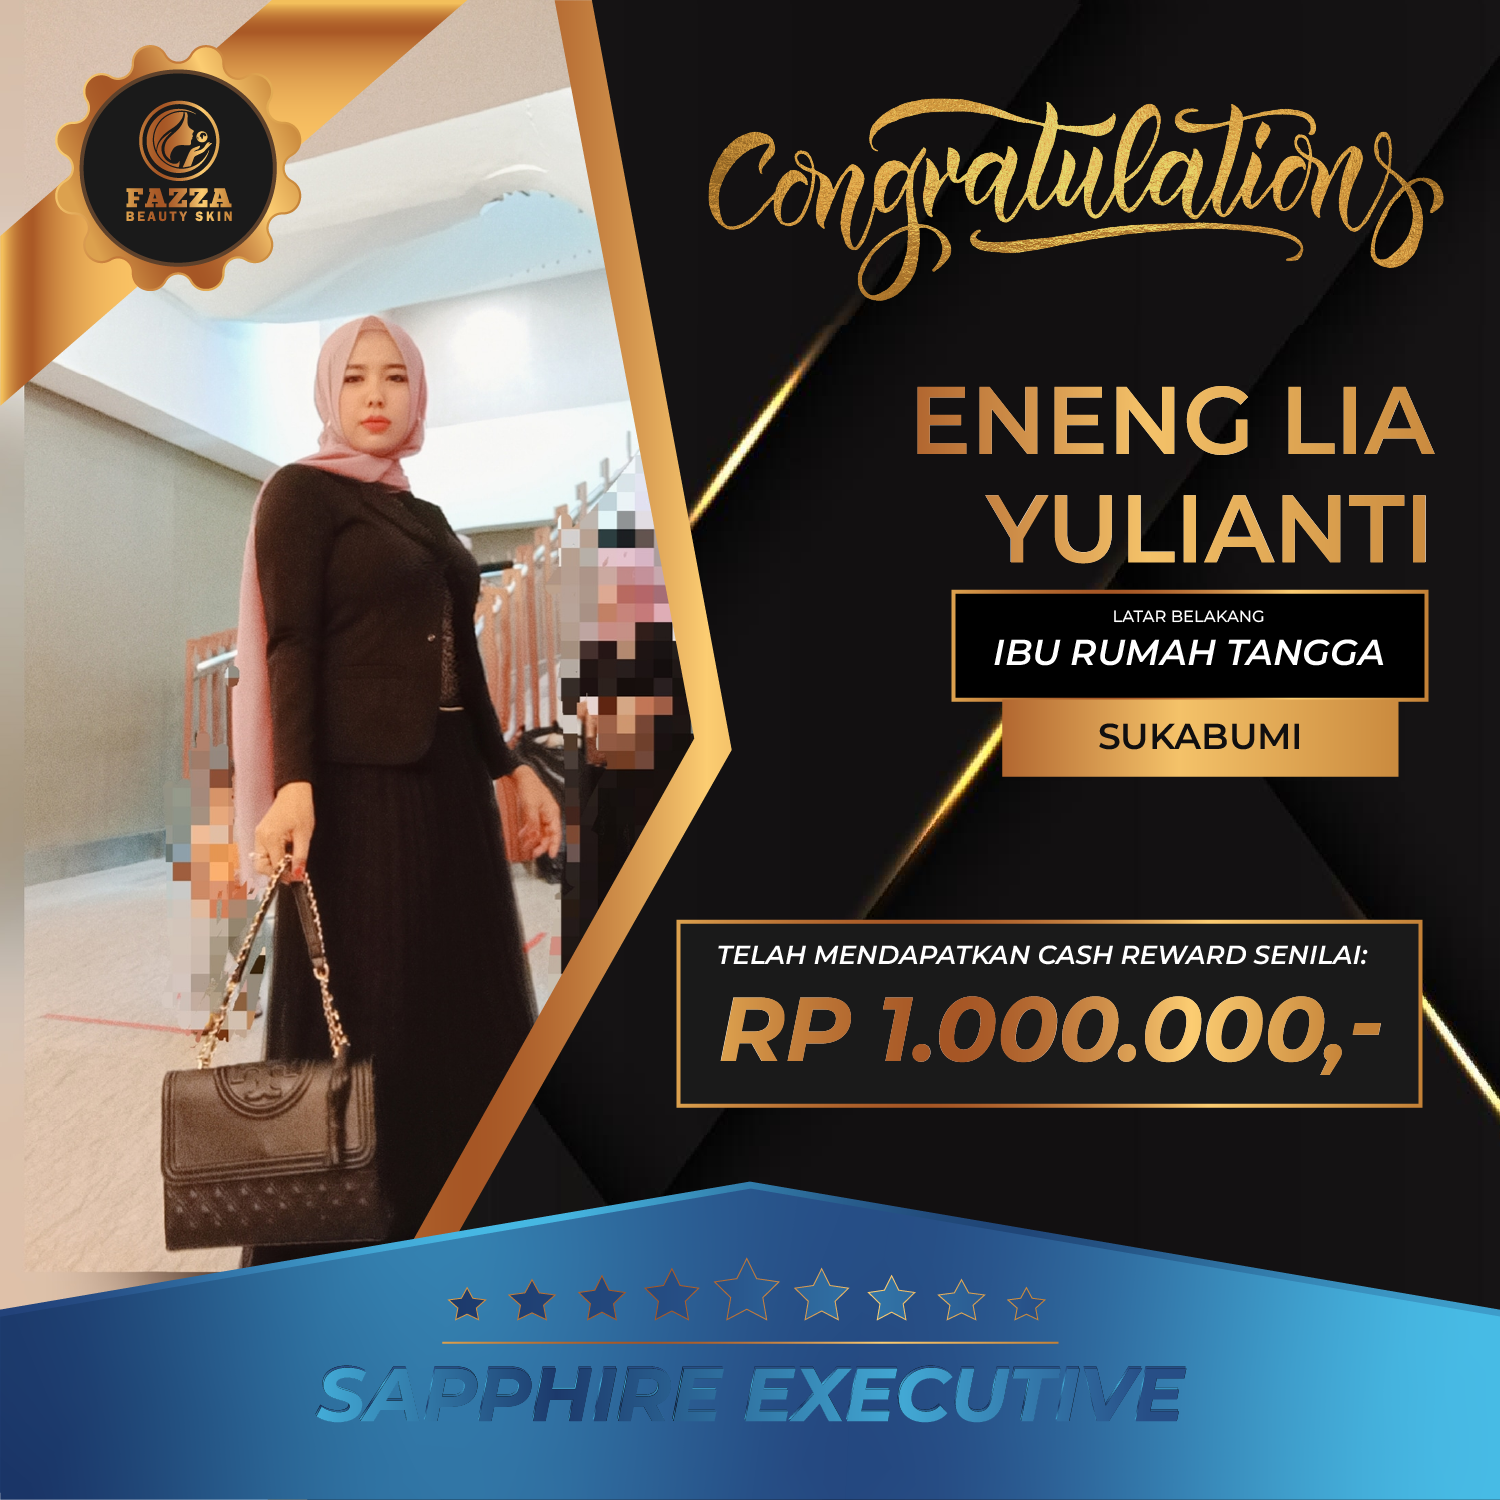 FAZZA
BEAUTY SKIN
Congratulations
ENENG LIA
YULIANTI
LATAR BELAKANG
IBU RUMAH TANGGA
SUKABUMI
TELAH MENDAPATKAN CASH REWARD SENILAI:
RP 1.000.000,-
SAPPHIRE EXECUTIVE